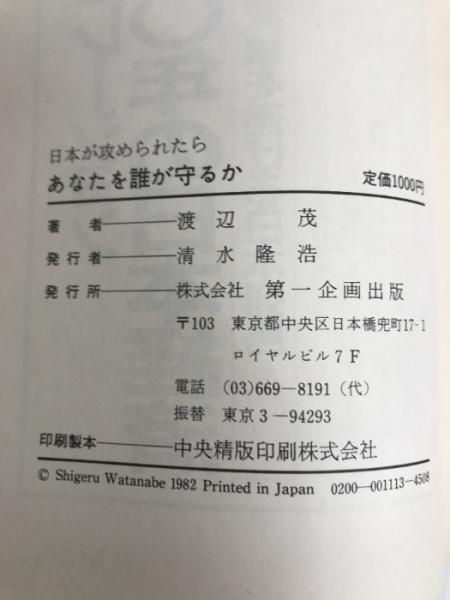 日本が攻められたら
あなたを誰が守るか 定価1000円
著者――渡辺茂
発行者――清水隆浩
発行所――株式会社 第一企画出版
〒103 東京都中央区日本橋兜町17-1
ロイヤルビル7F
電話 (03)669―8191(代)
振替 東京3―94293
印刷製本――中央精版印刷株式会社
© Shigeru Watanabe 1982 Printed in Japan 0200―001113-4508